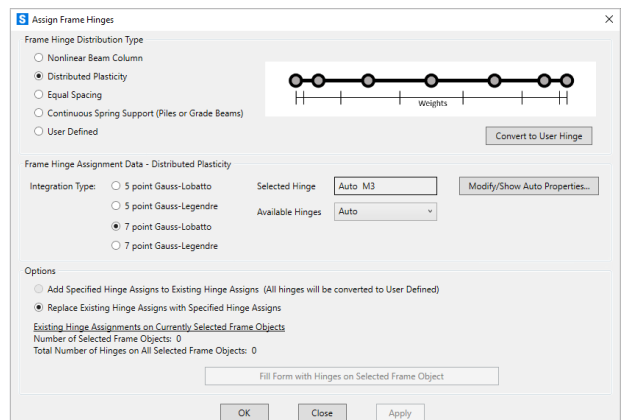 S Assign Frame Hinges
Frame Hinge Distribution Type
Nonlinear Beam Column
Distributed Plasticity
Equal Spacing
Continuous Spring Support (Piles or Grade Beams)
User Defined
Weights
Convert to User Hinge
Frame Hinge Assignment Data - Distributed Plasticity
Integration Type:
5 point Gauss-Lobatto
5 point Gauss-Legendre
7 point Gauss-Lobatto
7 point Gauss-Legendre
Selected Hinge
Auto M3
Available Hinges
Auto
Modify/Show Auto Properties...
Options
Add Specified Hinge Assigns to Existing Hinge Assigns (All hinges will be converted to User Defined)
Replace Existing Hinge Assigns with Specified Hinge Assigns
Existing Hinge Assignments on Currently Selected Frame Objects
Number of Selected Frame Objects: 0
Total Number of Hinges on All Selected Frame Objects: 0
Fill Form with Hinges on Selected Frame Object
OK
Close
Apply